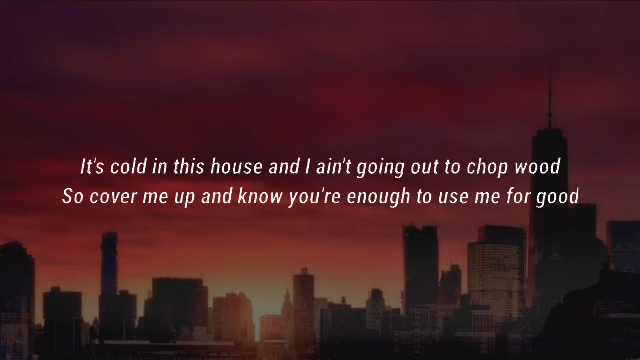 It's cold in this house and I ain't going out to chop wood
So cover me up and know you're enough to use me for good